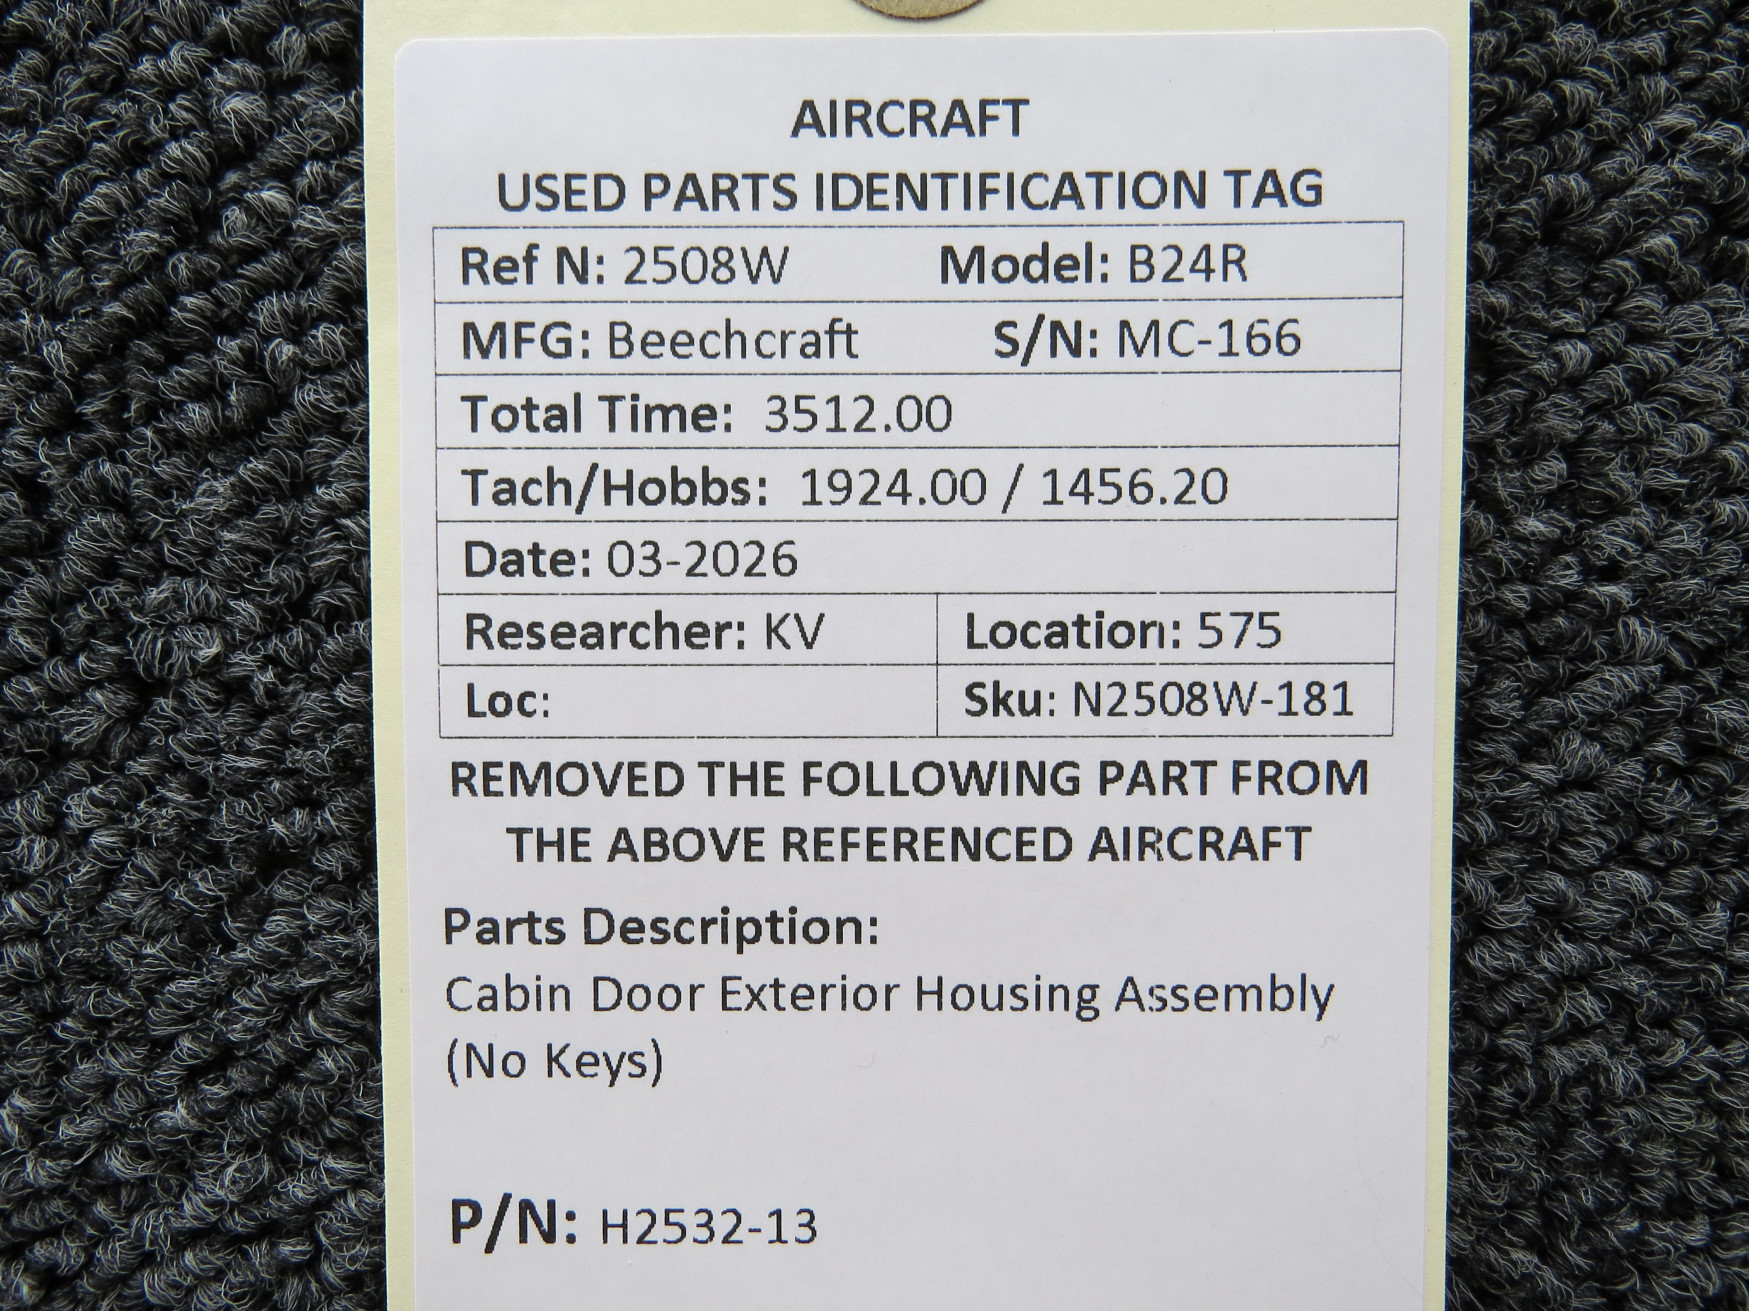 AIRCRAFT
USED PARTS IDENTIFICATION TAG
Ref N: 2508W Model: B24R
MFG: Beechcraft S/N: MC-166
Total Time: 3512.00
Tach/Hobbs: 1924.00 / 1456.20
Date: 03-2026
Researcher: KV Location: 575
Loc: Sku: N2508W-181
REMOVED THE FOLLOWING PART FROM
THE ABOVE REFERENCED AIRCRAFT
Parts Description:
Cabin Door Exterior Housing Assembly
(No Keys)
P/N: H2532-13